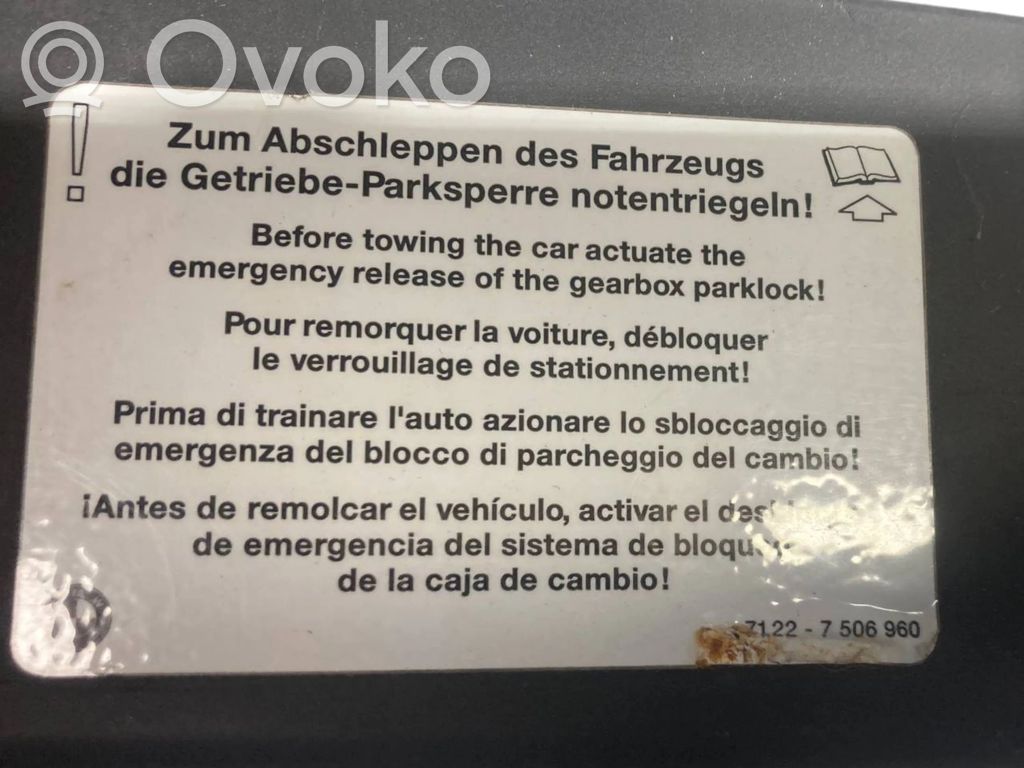 Ovoko
!
Zum Abschleppen des Fahrzeugs
die Getriebe-Parksperre notentriegeln!
Before towing the car actuate the
emergency release of the gearbox parklock!
Pour remorquer la voiture, débloquer
le verrouillage de stationnement!
Prima di trainare l'auto azionare lo sbloccaggio di
emergenza del blocco di parcheggio del cambio!
¡Antes de remolcar el vehículo, activar el
de emergencia del sistema de
de la caja de cambio!
7122 - 7 506 960